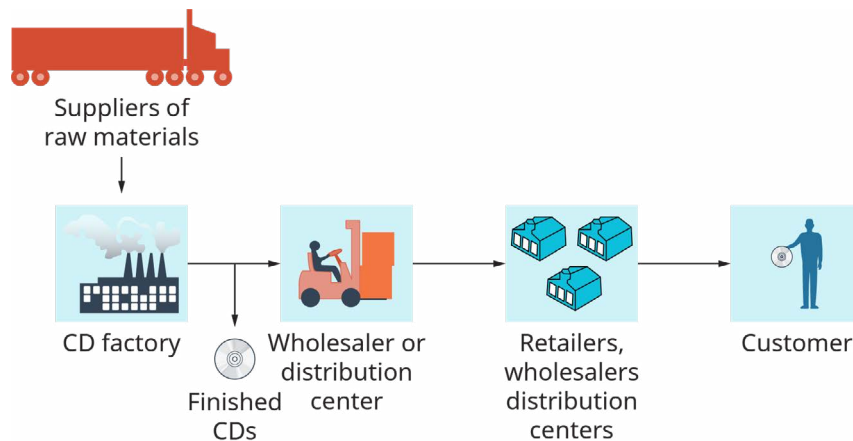 Suppliers of
raw materials
CD factory
Finished
CDs
Wholesaler or
distribution
center
Retailers,
wholesalers
distribution
centers
Customer